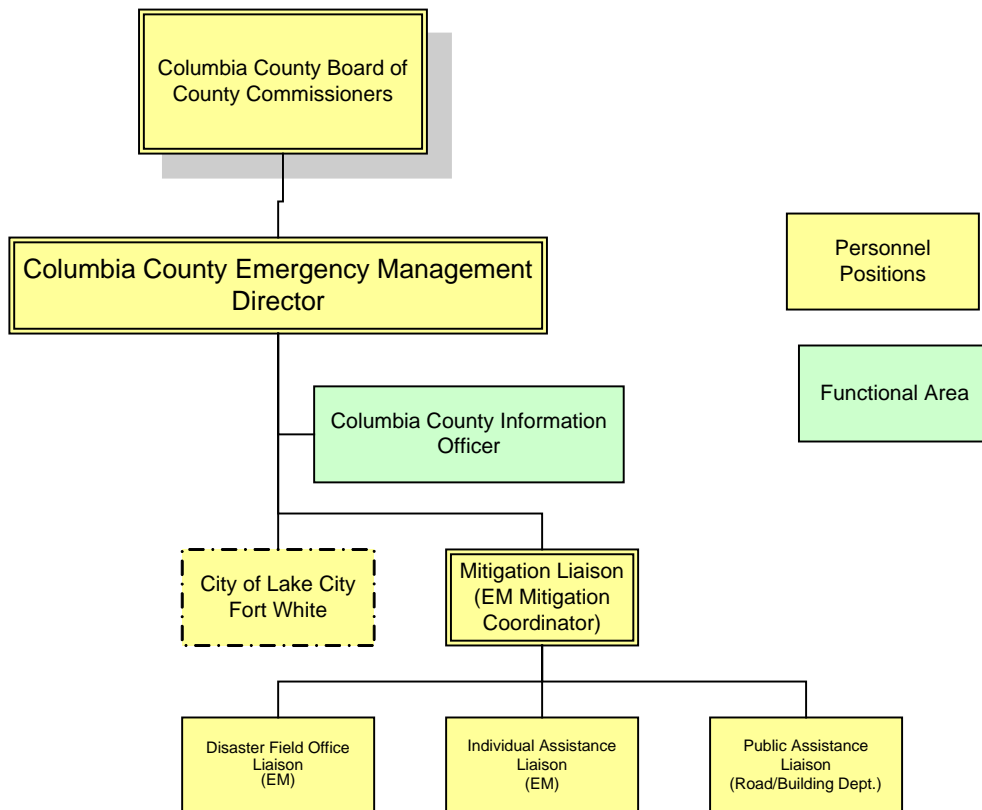 Columbia County Board of
County Commissioners
Columbia County Emergency Management
Director
Personnel
Positions
Functional Area
Columbia County Information
Officer
City of Lake City
Fort White
Mitigation Liaison
(EM Mitigation
Coordinator)
Disaster Field Office
Liaison
(EM)
Individual Assistance
Liaison
(EM)
Public Assistance
Liaison
(Road/Building Dept.)